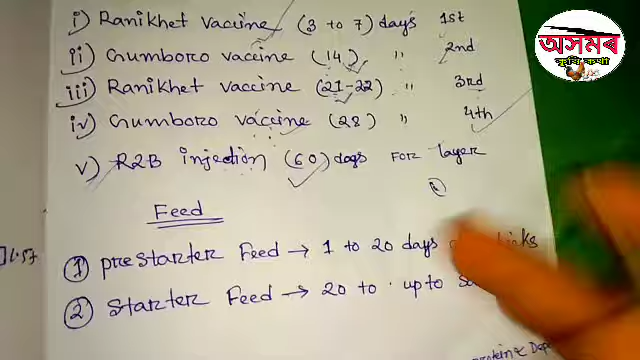 i) Ranikhet vaccine (3 to 7) days 1st
ii) Gumboro vaccine (14) " 2nd
iii) Ranikhet vaccine (21-22) " 3rd
iv) Gumboro vaccine (28) " 4th
v) R2B injection (60) days For layer
Feed
① prestarter Feed → 1 to 20 days
② Starter Feed → 20 to upto
অসমৰ
কৃষি কথা